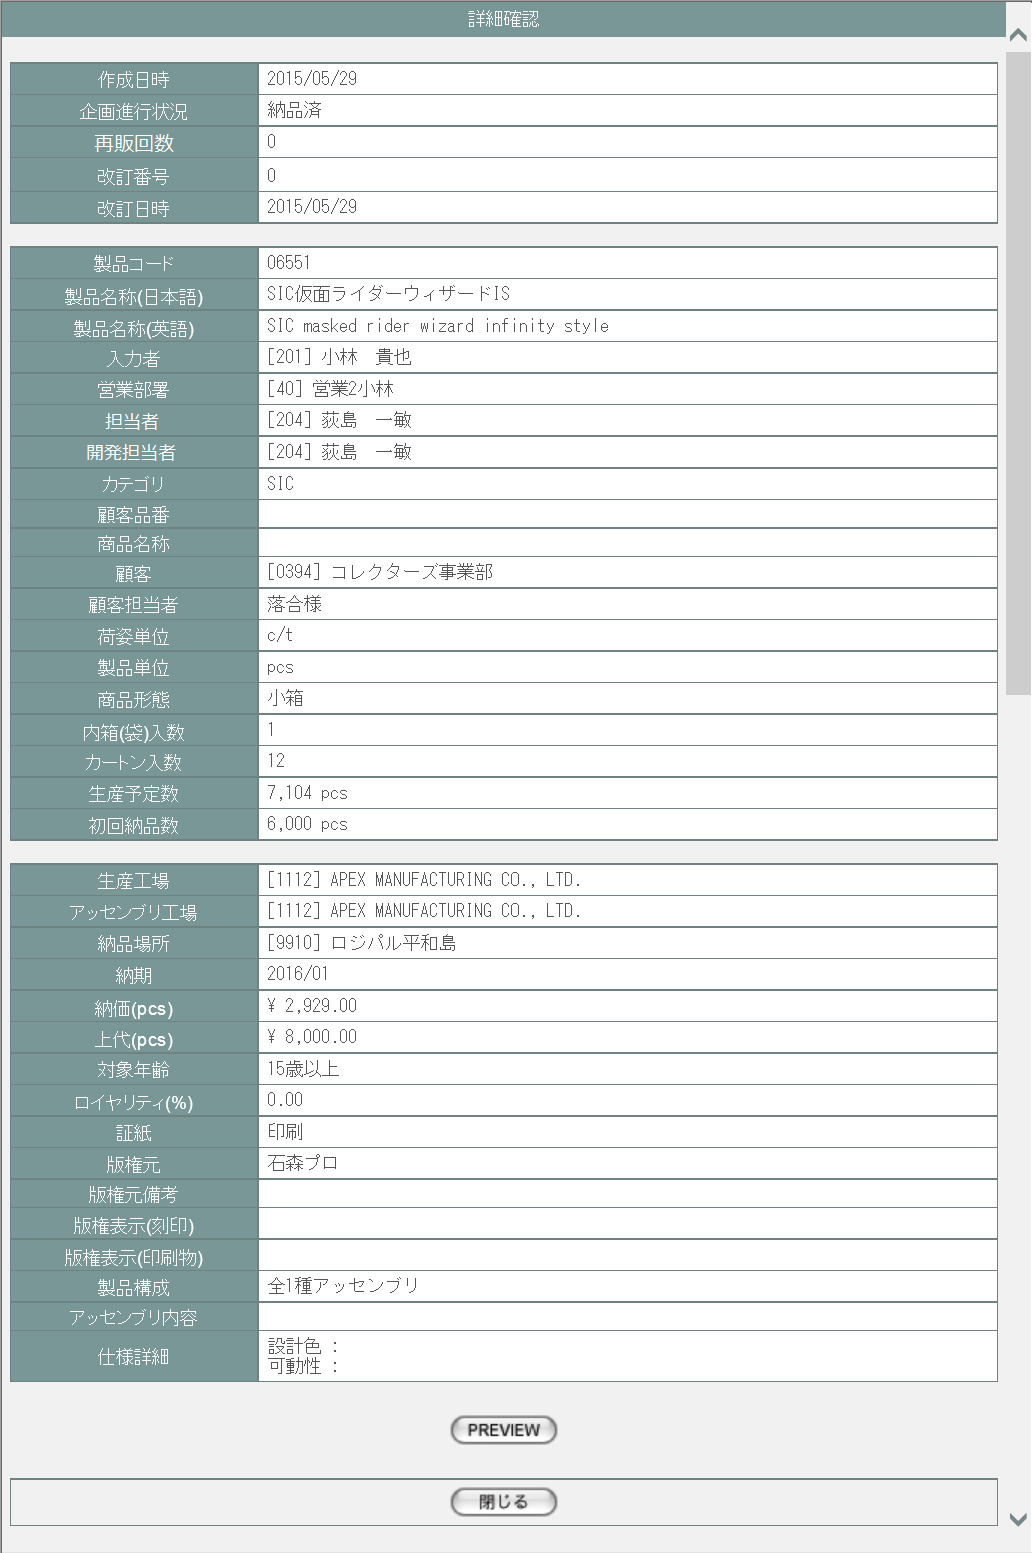 詳細確認
作成日時 2015/05/29
企画進行状況 納品済
再販回数 0
改訂番号 0
改訂日時 2015/05/29
製品コード 06551
製品名称(日本語) SIC仮面ライダーウィザードIS
製品名称(英語) SIC masked rider wizard infinity style
入力者 [201] 小林　貴也
営業部署 [40] 営業2小林
担当者 [204] 荻島　一敏
開発担当者 [204] 荻島　一敏
カテゴリ SIC
顧客品番
商品名称
顧客 [0394] コレクターズ事業部
顧客担当者 落合様
荷姿単位 c/t
製品単位 pcs
商品形態 小箱
内箱(袋)入数 1
カートン入数 12
生産予定数 7,104 pcs
初回納品数 6,000 pcs
生産工場 [1112] APEX MANUFACTURING CO., LTD.
アッセンブリ工場 [1112] APEX MANUFACTURING CO., LTD.
納品場所 [9910] ロジパル平和島
納期 2016/01
納価(pcs) ¥ 2,929.00
上代(pcs) ¥ 8,000.00
対象年齢 15歳以上
ロイヤリティ(%) 0.00
証紙 印刷
版権元 石森プロ
版権元備考
版権表示(刻印)
版権表示(印刷物)
製品構成 全1種アッセンブリ
アッセンブリ内容
仕様詳細 設計色 :
可動性 :
PREVIEW
閉じる